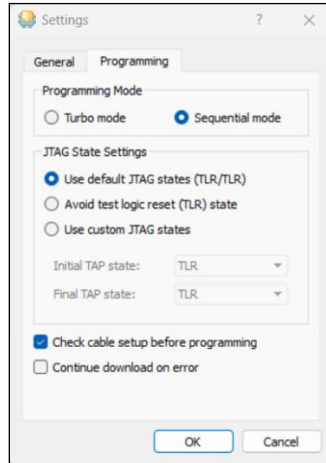 Settings
General Programming
Programming Mode
Turbo mode Sequential mode
JTAG State Settings
Use default JTAG states (TLR/TLR)
Avoid test logic reset (TLR) state
Use custom JTAG states
Initial TAP state: TLR
Final TAP state: TLR
Check cable setup before programming
Continue download on error
OK Cancel